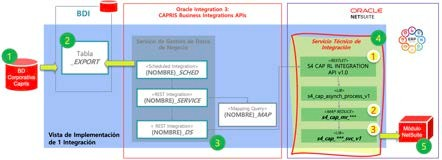 BDI
Oracle Integration 3:
CAPRIS Business Integrations APIs
ORACLE
NETSUITE
1
BD
Corporativa
Capris
2
Tabla
_EXPORT
Servicio de Gestión de Datos
de Negocio
«Scheduled Integration»
(NOMBRE)_SCHED
«REST Integration»
(NOMBRE)_SERVICE
«REST Integration»
(NOMBRE)_DS
«Mapping Query»
(NOMBRE)_MAP
3
Servicio Técnico de
Integración
4
1
«RESTLET»
S4 CAP RL INTEGRATION
API v1.0
«LIB»
s4_cap_asynch_process_v1
2
«MAP REDUCE»
s4_cap_mr_***
3
«LIB»
s4_cap_***_svc_v1
ERP
Módulo
NetSuite
5
Vista de Implementación
de 1 Integración